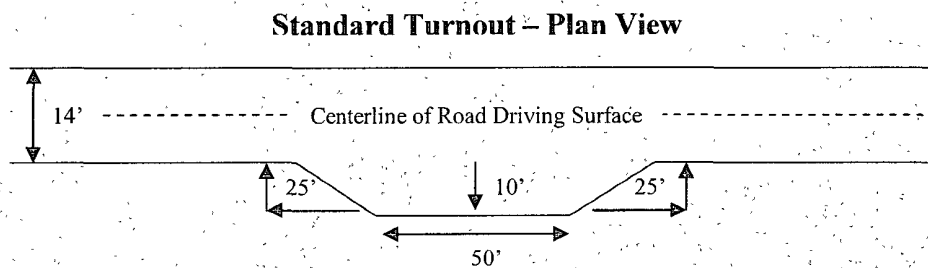 Standard Turnout – Plan View
14'
Centerline of Road Driving Surface
25'
10'
25'
50'